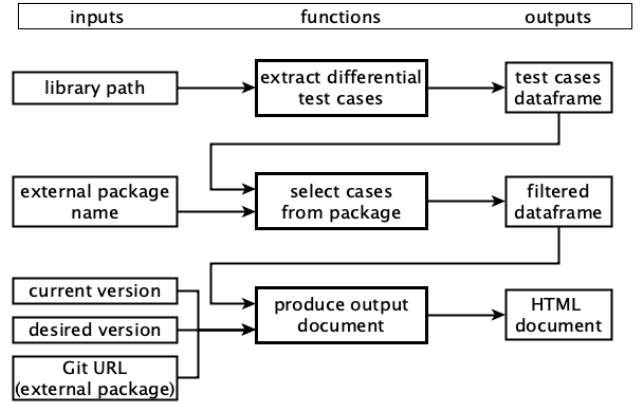 inputs functions outputs
library path
extract differential
test cases
test cases
dataframe
external package
name
select cases
from package
filtered
dataframe
current version
desired version
Git URL
(external package)
produce output
document
HTML
document